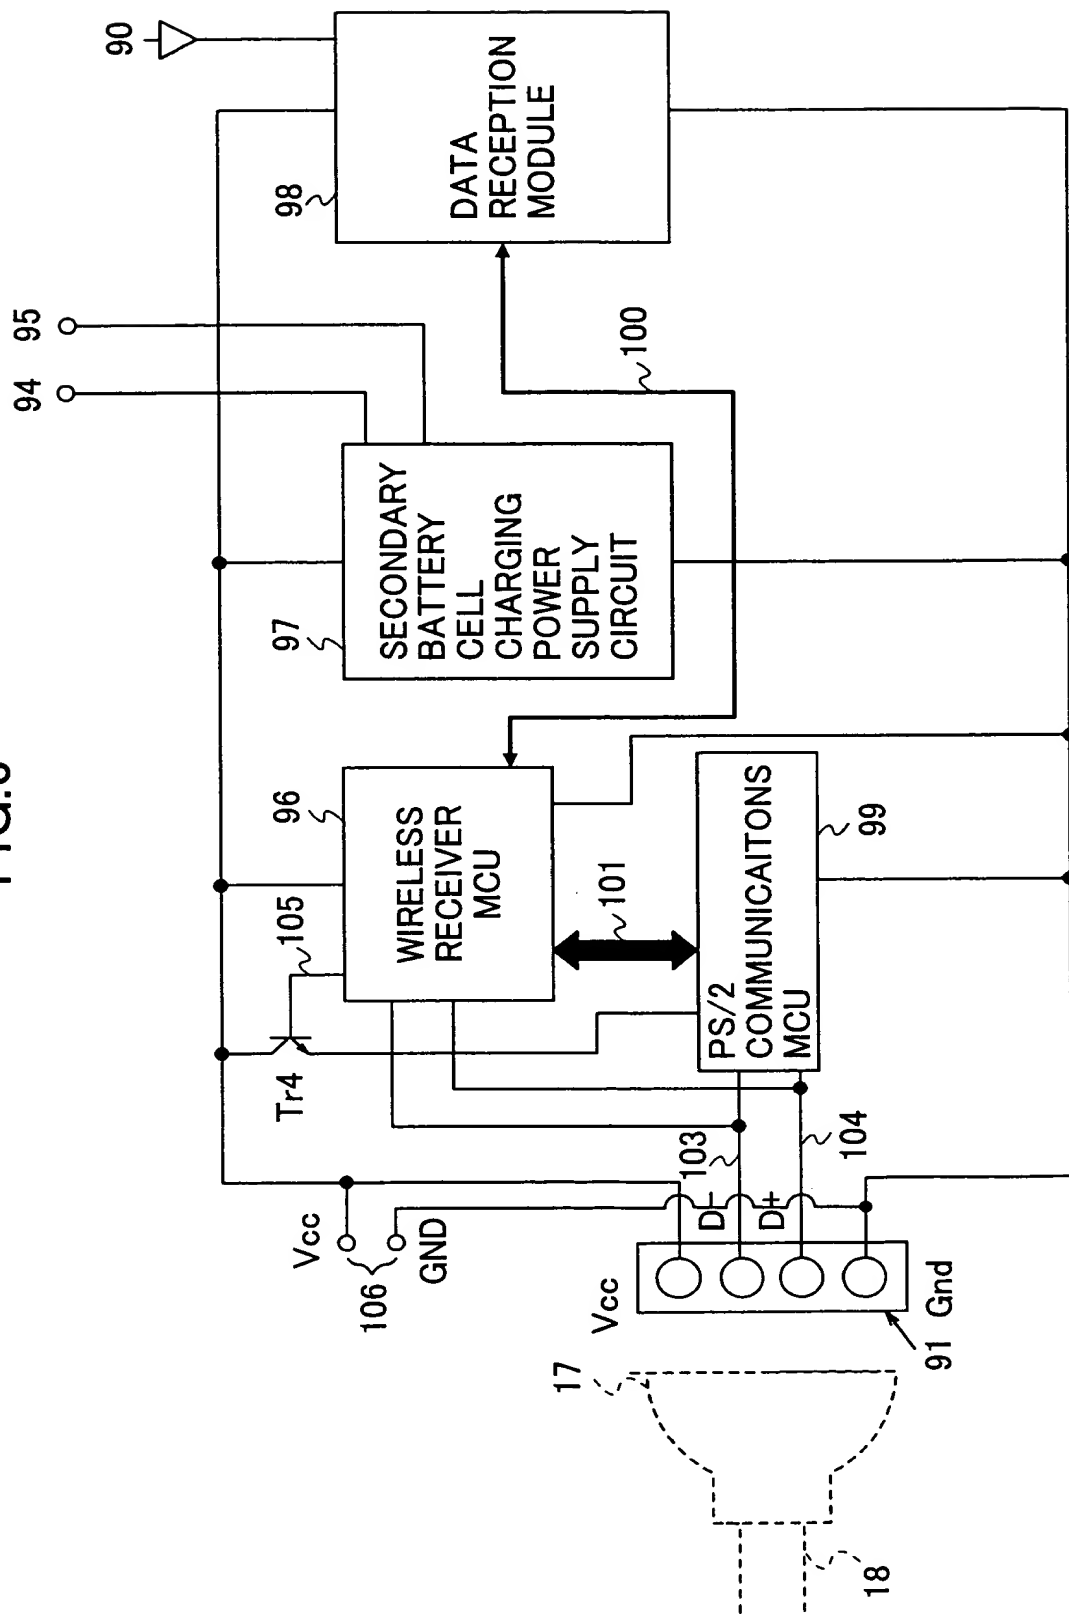 FIG.
94
95
90
Vcc
106
GND
Tr4
105
96
97
98
WIRELESS
RECEIVER
MCU
SECONDARY
BATTERY
CELL
CHARGING
POWER
SUPPLY
CIRCUIT
DATA
RECEPTION
MODULE
17
18
Vcc
D−
D+
Gnd
91
103
104
101
100
PS/2
COMMUNICAITONS
MCU
99